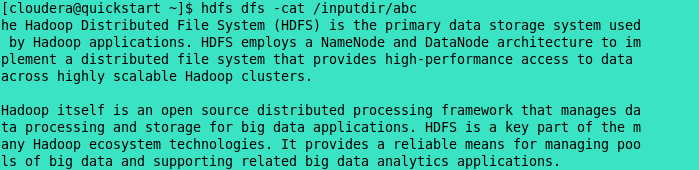 [cloudera@quickstart ~]$ hdfs dfs -cat /inputdir/abc
he Hadoop Distributed File System (HDFS) is the primary data storage system used
 by Hadoop applications. HDFS employs a NameNode and DataNode architecture to im
plement a distributed file system that provides high-performance access to data
across highly scalable Hadoop clusters.

Hadoop itself is an open source distributed processing framework that manages da
ta processing and storage for big data applications. HDFS is a key part of the m
any Hadoop ecosystem technologies. It provides a reliable means for managing poo
ls of big data and supporting related big data analytics applications.